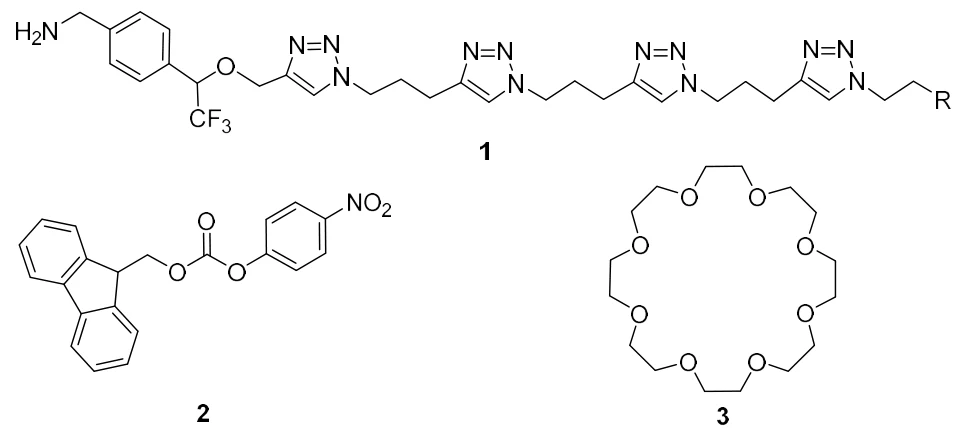 H₂N
N N N N N N N N
O N N N N
CF₃ R
1
NO₂
O
O O
2
O O
O O
O O
O O
3